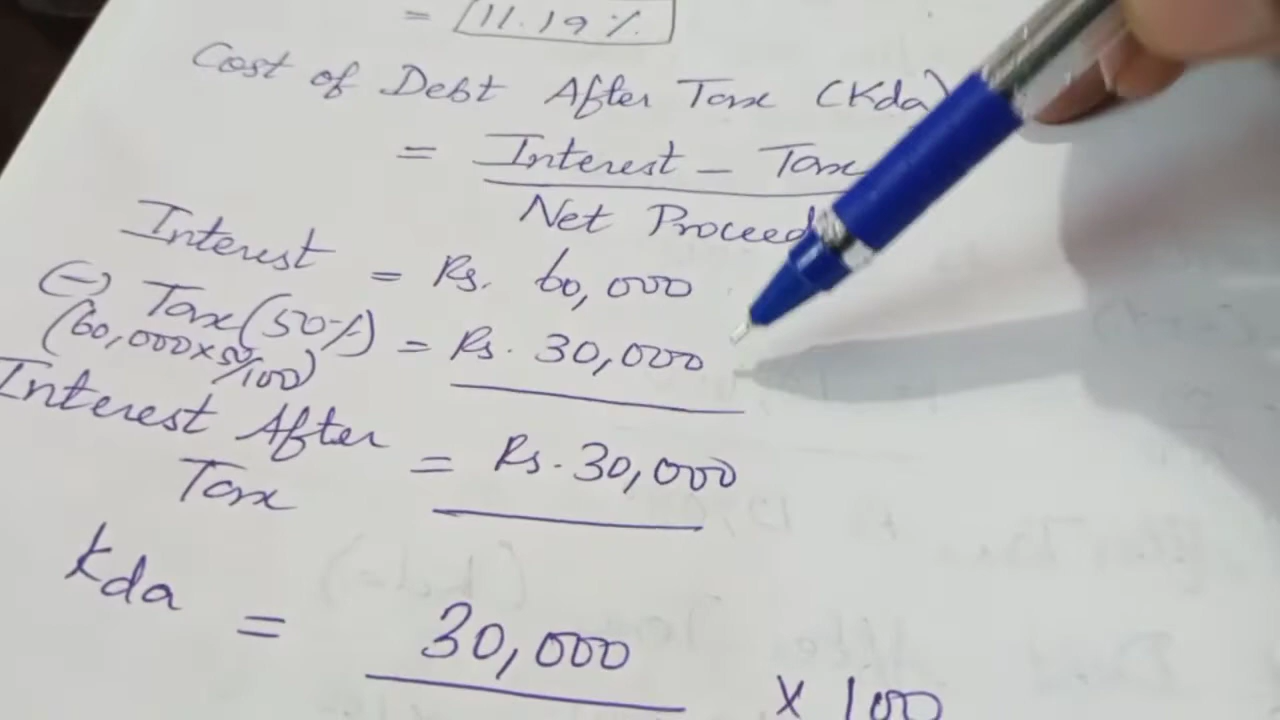 = 11.19%
Cost of Debt After Tax (Kda)
= Interest - Tax
Net Proceed
Interest = Rs. 60,000
(-) Tax (50%) = Rs. 30,000
(60,000 x 50/100)
Interest After Tax = Rs. 30,000
Kda = 30,000 x 100